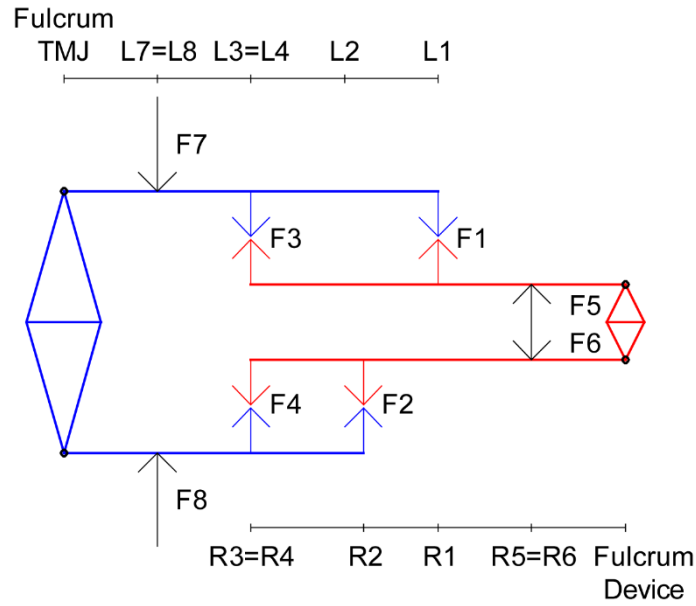 Fulcrum
TMJ L7=L8 L3=L4 L2 L1
F7
F3 F1
F5
F6
F4 F2
F8
R3=R4 R2 R1 R5=R6 Fulcrum
Device